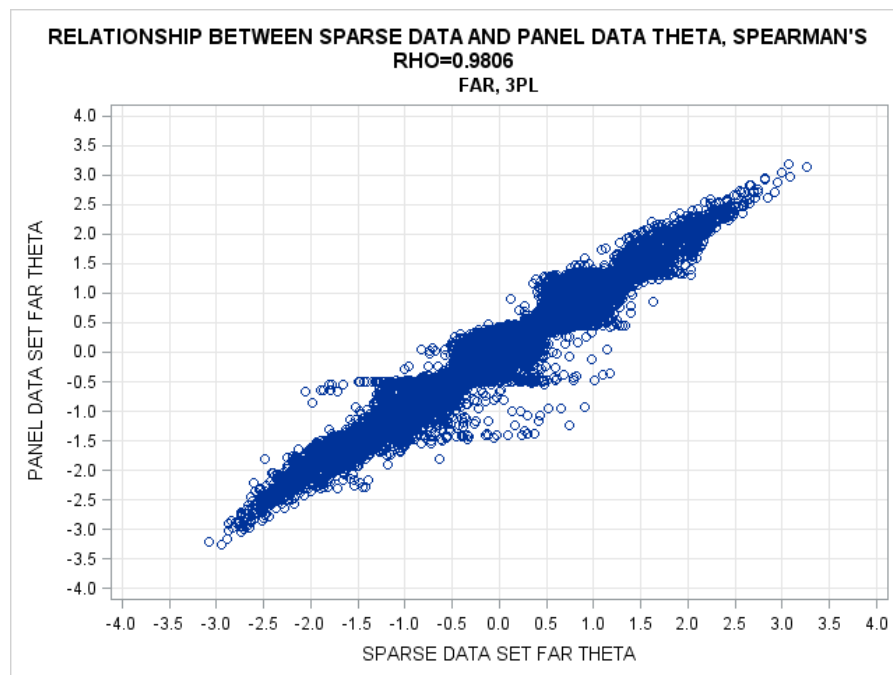 RELATIONSHIP BETWEEN SPARSE DATA AND PANEL DATA THETA, SPEARMAN'S
RHO=0.9806
FAR, 3PL
PANEL DATA SET FAR THETA
4.0
3.5
3.0
2.5
2.0
1.5
1.0
0.5
0.0
-0.5
-1.0
-1.5
-2.0
-2.5
-3.0
-3.5
-4.0
-4.0 -3.5 -3.0 -2.5 -2.0 -1.5 -1.0 -0.5 0.0 0.5 1.0 1.5 2.0 2.5 3.0 3.5 4.0
SPARSE DATA SET FAR THETA